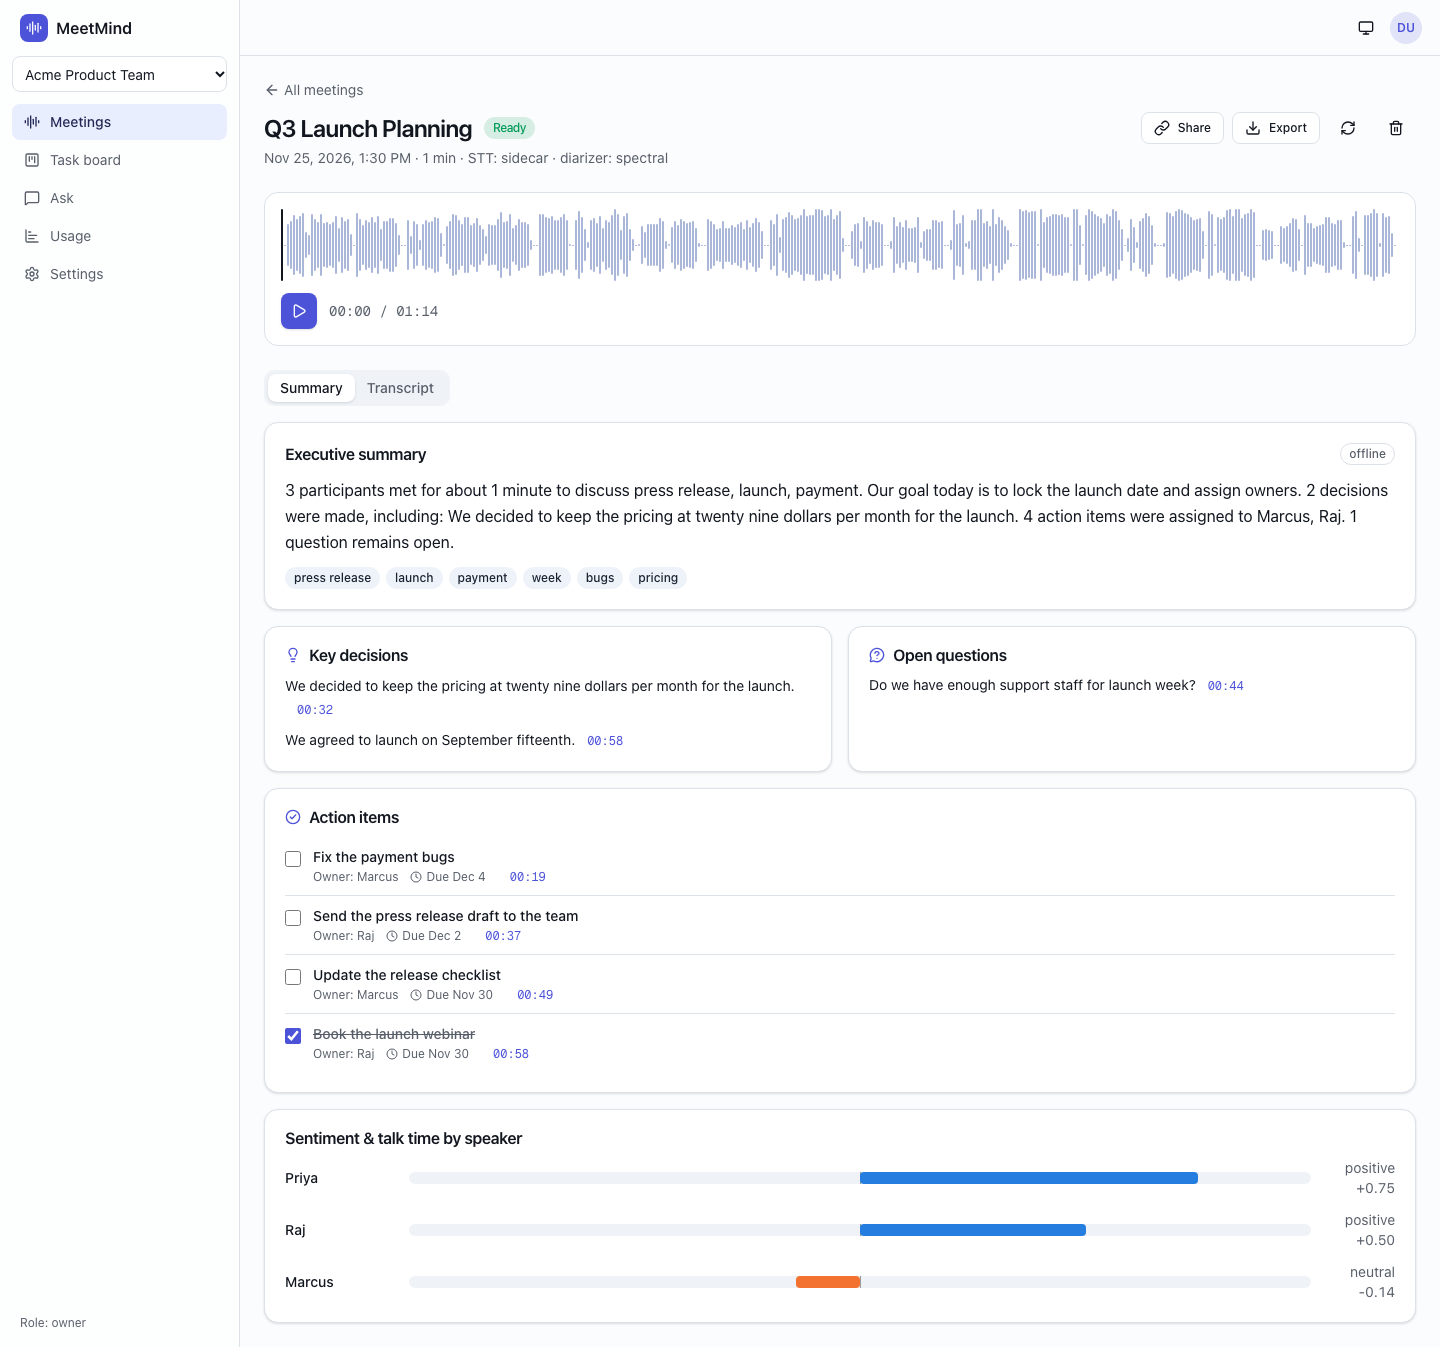 MeetMind
Acme Product Team
Meetings
Task board
Ask
Usage
Settings
Role: owner
DU
All meetings
Q3 Launch Planning
Ready
Share
Export
Nov 25, 2026, 1:30 PM · 1 min · STT: sidecar · diarizer: spectral
00:00 / 01:14
Summary
Transcript
Executive summary
offline
3 participants met for about 1 minute to discuss press release, launch, payment. Our goal today is to lock the launch date and assign owners. 2 decisions
were made, including: We decided to keep the pricing at twenty nine dollars per month for the launch. 4 action items were assigned to Marcus, Raj. 1
question remains open.
press release
launch
payment
week
bugs
pricing
Key decisions
We decided to keep the pricing at twenty nine dollars per month for the launch.
00:32
We agreed to launch on September fifteenth. 00:58
Open questions
Do we have enough support staff for launch week? 00:44
Action items
Fix the payment bugs
Owner: Marcus Due Dec 4 00:19
Send the press release draft to the team
Owner: Raj Due Dec 2 00:37
Update the release checklist
Owner: Marcus Due Nov 30 00:49
Book the launch webinar
Owner: Raj Due Nov 30 00:58
Sentiment & talk time by speaker
Priya
positive
+0.75
Raj
positive
+0.50
Marcus
neutral
-0.14